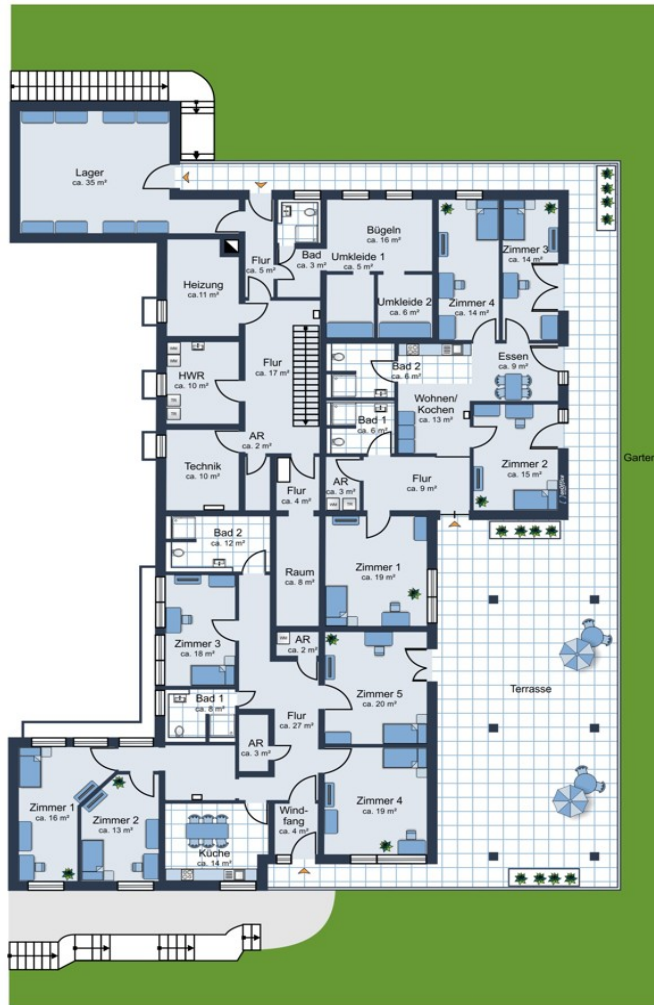 Lager
ca. 35 m²
Bügeln
ca. 16 m²
Flur
ca. 5 m²
Bad
ca. 3 m²
Umkleide 1
ca. 5 m²
Zimmer 3
ca. 14 m²
Heizung
ca.11 m²
Umkleide 2
ca. 6 m²
Zimmer 4
ca. 14 m²
HWR
ca. 10 m²
Flur
ca. 17 m²
Bad 2
ca. 6 m²
Essen
ca. 9 m²
Wohnen/
Kochen
ca. 13 m²
Bad 1
ca. 6 m²
AR
ca. 2 m²
Technik
ca. 10 m²
Flur
ca. 4 m²
AR
ca. 3 m²
Flur
ca. 9 m²
Zimmer 2
ca. 15 m²
Garten
Bad 2
ca. 12 m²
Raum
ca. 8 m²
Zimmer 1
ca. 19 m²
Zimmer 3
ca. 18 m²
AR
ca. 2 m²
Bad 1
ca. 8 m²
Zimmer 5
ca. 20 m²
Terrasse
Flur
ca. 27 m²
AR
ca. 3 m²
Zimmer 1
ca. 16 m²
Zimmer 2
ca. 13 m²
Küche
ca. 14 m²
Wind-
fang
ca. 4 m²
Zimmer 4
ca. 19 m²